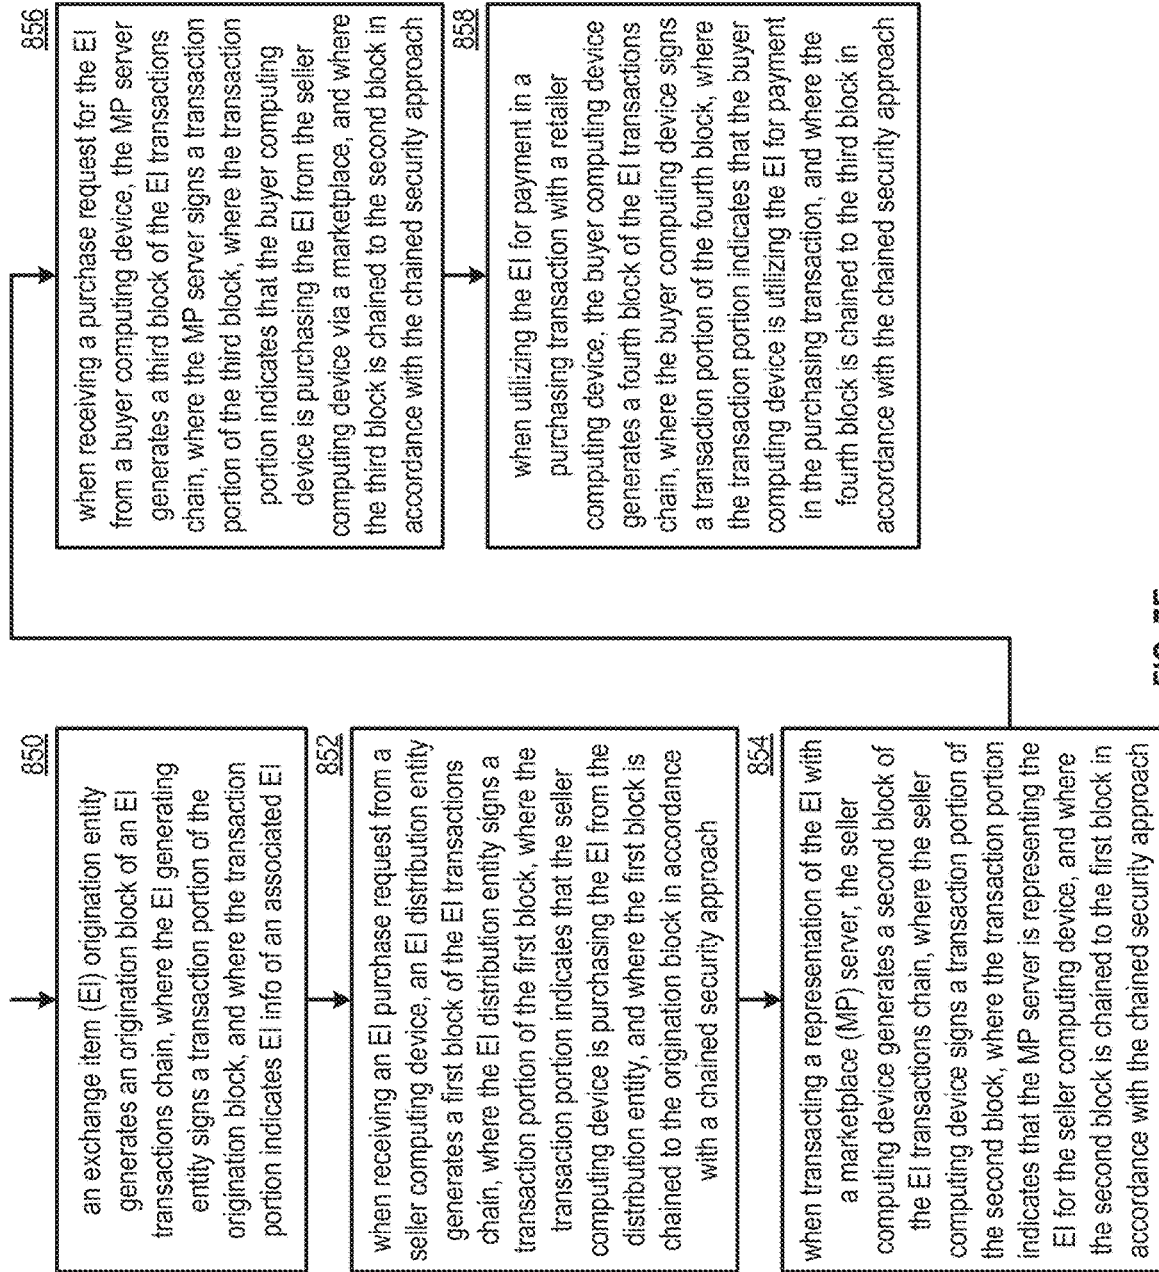 850
an exchange item (EI) origination entity
generates an origination block of an EI
transactions chain, where the EI generating
entity signs a transaction portion of the
origination block, and where the transaction
portion indicates EI info of an associated EI
852
when receiving an EI purchase request from a
seller computing device, an EI distribution entity
generates a first block of the EI transactions
chain, where the EI distribution entity signs a
transaction portion of the first block, where the
transaction portion indicates that the seller
computing device is purchasing the EI from the
distribution entity, and where the first block is
chained to the origination block in accordance
with a chained security approach
854
when transacting a representation of the EI with
a marketplace (MP) server, the seller
computing device generates a second block of
the EI transactions chain, where the seller
computing device signs a transaction portion of
the second block, where the transaction portion
indicates that the MP server is representing the
EI for the seller computing device, and where
the second block is chained to the first block in
accordance with the chained security approach
856
when receiving a purchase request for the EI
from a buyer computing device, the MP server
generates a third block of the EI transactions
chain, where the MP server signs a transaction
portion of the third block, where the transaction
portion indicates that the buyer computing
device is purchasing the EI from the seller
computing device via a marketplace, and where
the third block is chained to the second block in
accordance with the chained security approach
858
when utilizing the EI for payment in a
purchasing transaction with a retailer
computing device, the buyer computing device
generates a fourth block of the EI transactions
chain, where the buyer computing device signs
a transaction portion of the fourth block, where
the transaction portion indicates that the buyer
computing device is utilizing the EI for payment
in the purchasing transaction, and where the
fourth block is chained to the third block in
accordance with the chained security approach